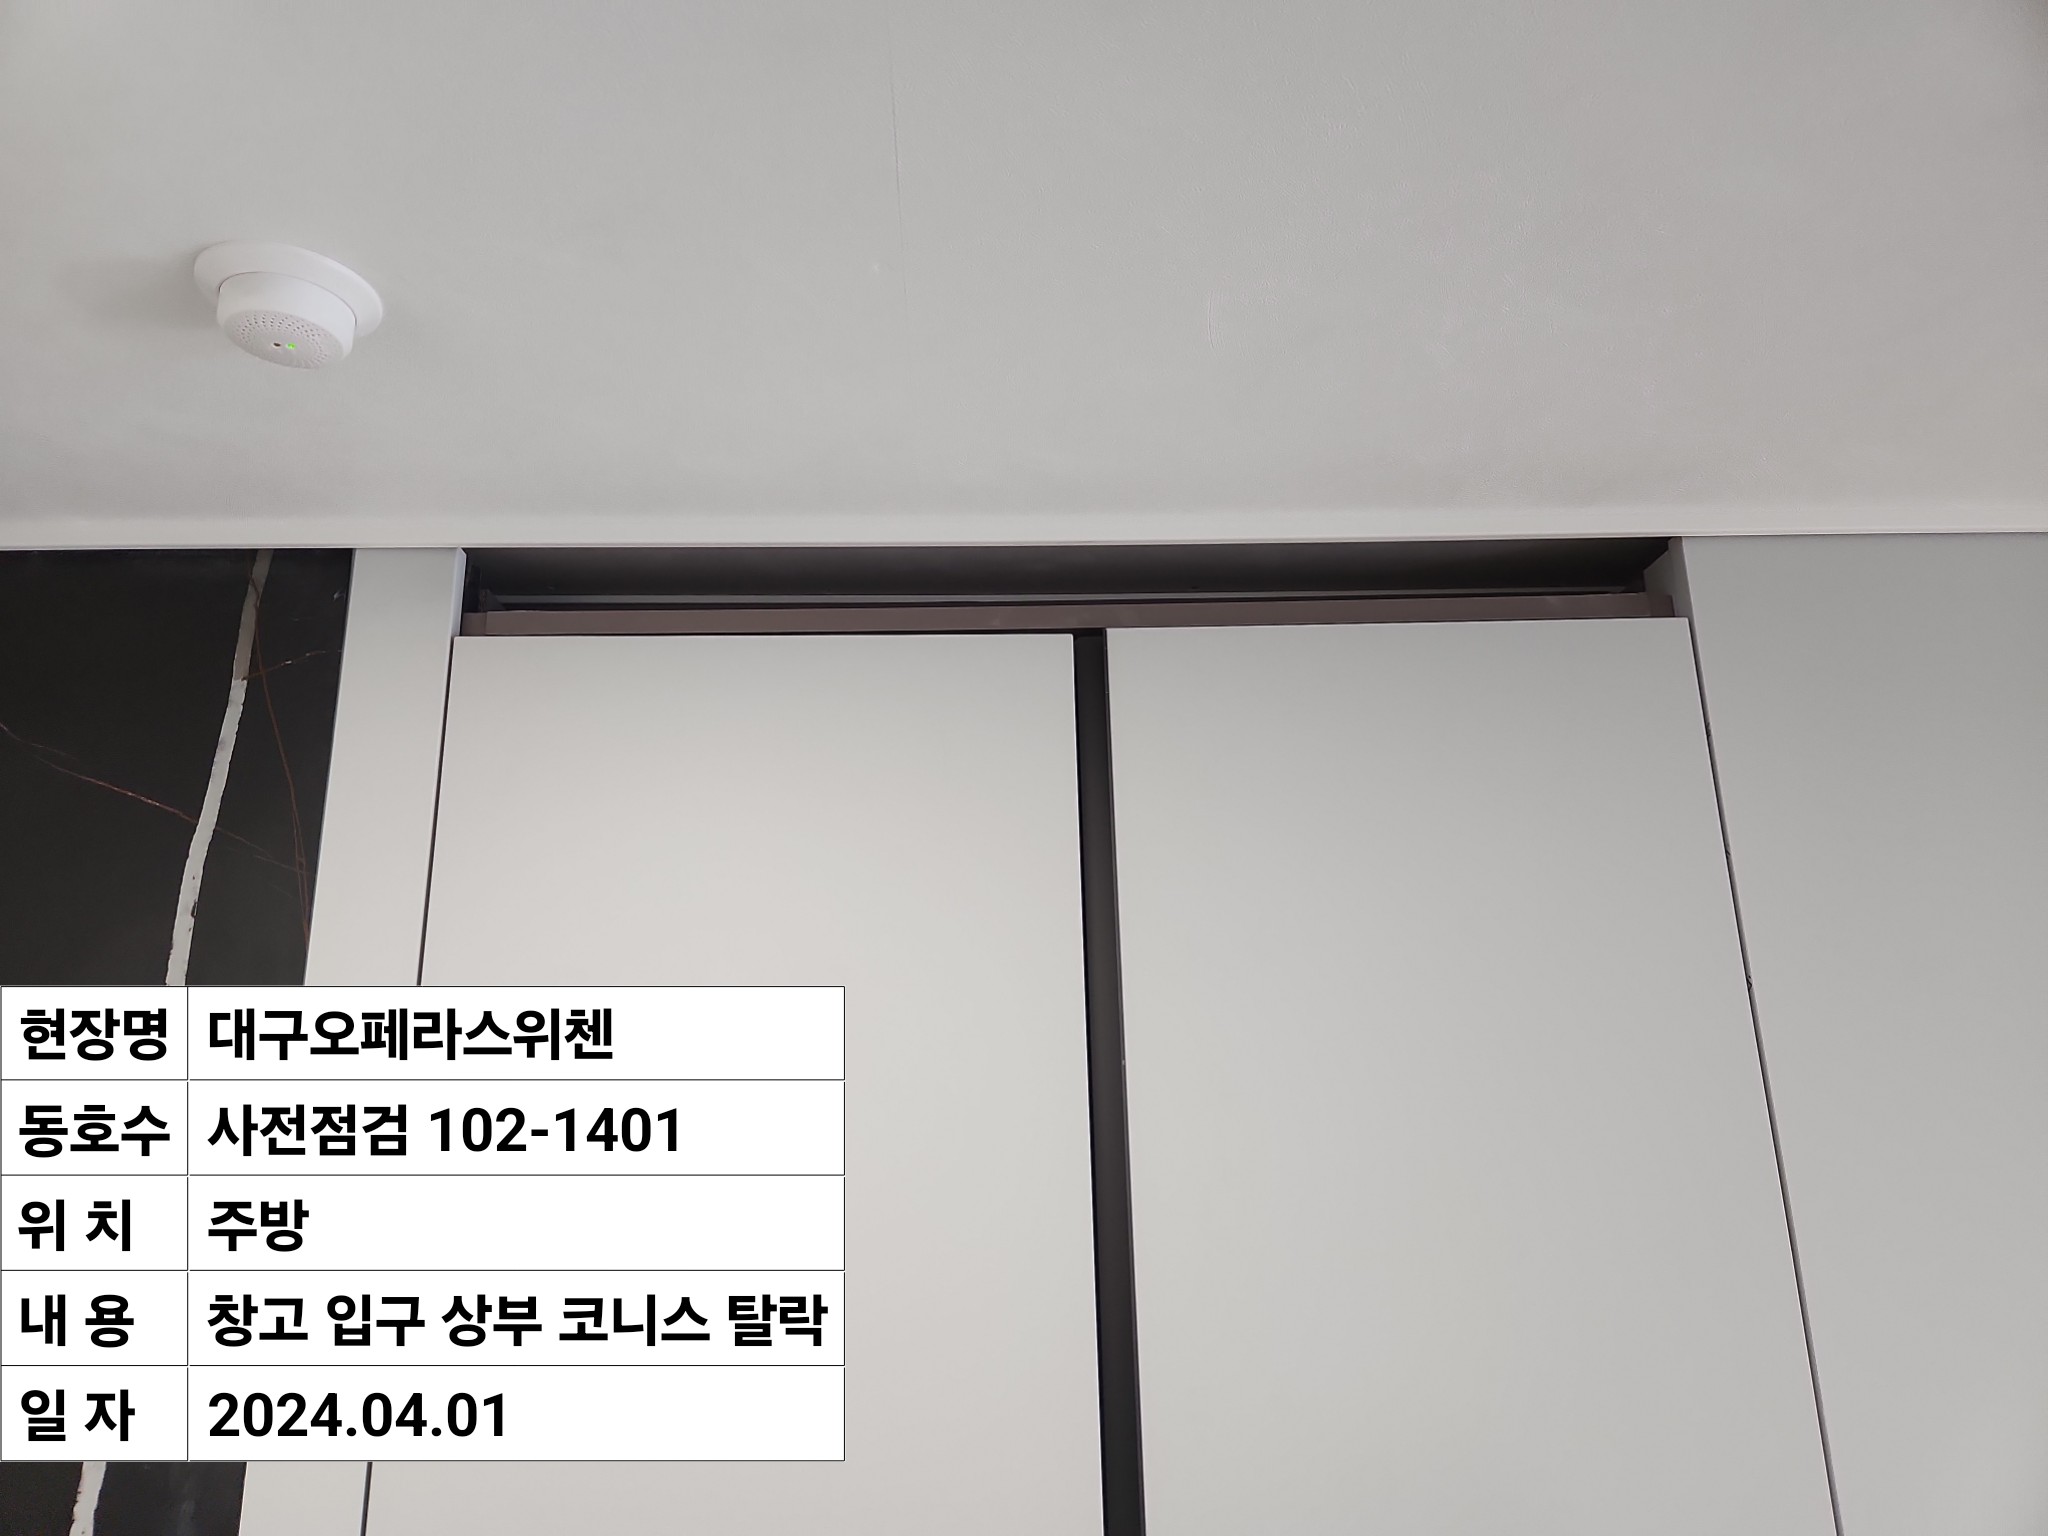 현장명 대구오페라스위첸
동호수 사전점검 102-1401
위 치 주방
내 용 창고 입구 상부 코니스 탈락
일 자 2024.04.01